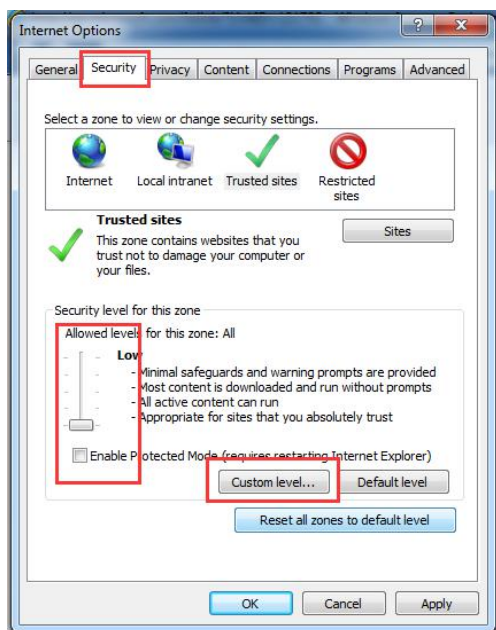 Internet Options
General Security Privacy Content Connections Programs Advanced
Select a zone to view or change security settings.
Internet Local intranet Trusted sites Restricted
sites
Trusted sites
Sites
This zone contains websites that you
trust not to damage your computer or
your files.
Security level for this zone
Allowed levels for this zone: All
Low
- Minimal safeguards and warning prompts are provided
- Most content is downloaded and run without prompts
- All active content can run
- Appropriate for sites that you absolutely trust
Enable Protected Mode (requires restarting Internet Explorer)
Custom level... Default level
Reset all zones to default level
OK Cancel Apply